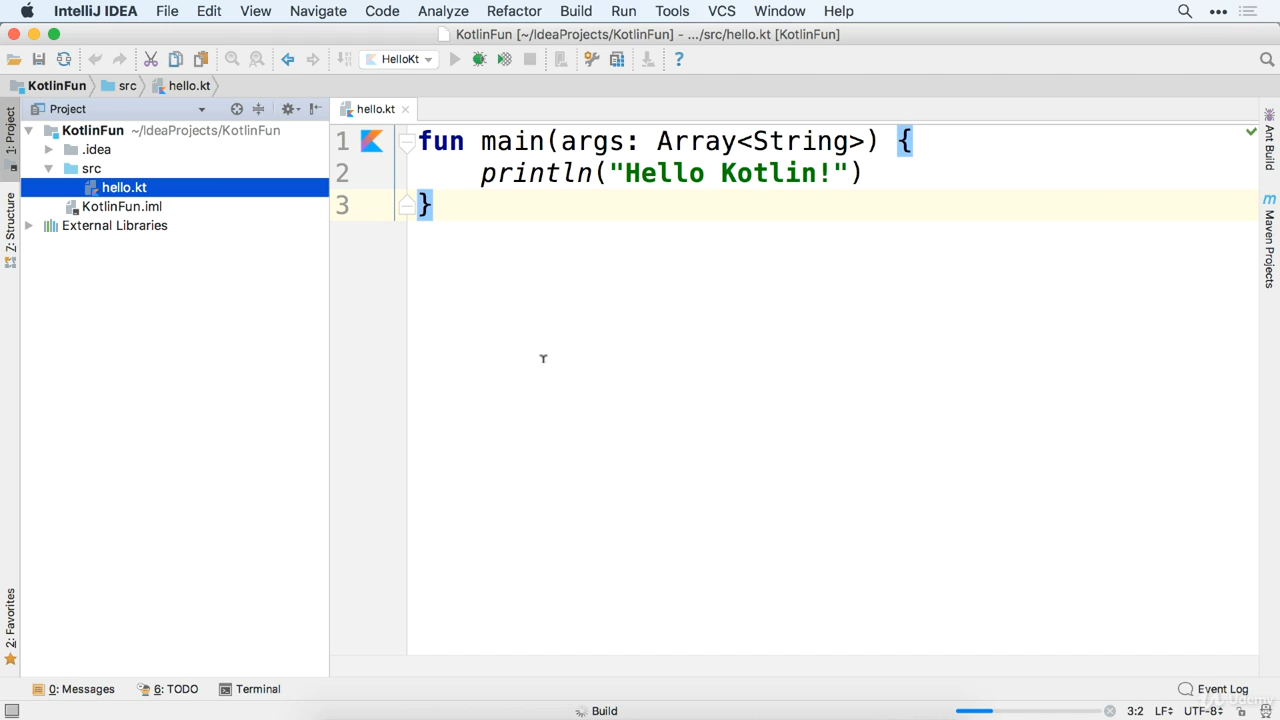 IntelliJ IDEA File Edit View Navigate Code Analyze Refactor Build Run Tools VCS Window Help
KotlinFun [~/IdeaProjects/KotlinFun] - .../src/hello.kt [KotlinFun]
HelloKt
KotlinFun src hello.kt
Project
hello.kt
KotlinFun ~/IdeaProjects/KotlinFun
.idea
src
hello.kt
KotlinFun.iml
External Libraries
1 fun main(args: Array<String>) {
2 println("Hello Kotlin!")
3 }
1: Project
Z: Structure
2: Favorites
Ant Build
m
Maven Projects
0: Messages 6: TODO Terminal Event Log
Udemy
Build 3:2 LF UTF-8